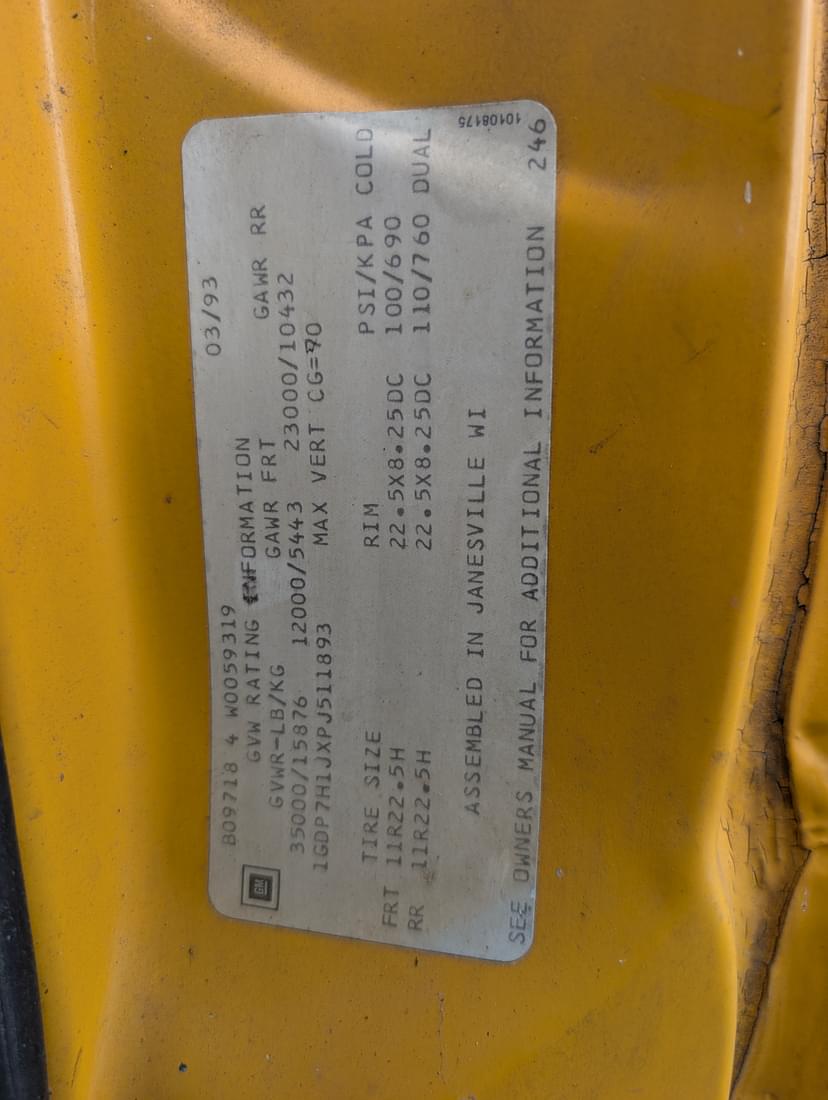 03/93
B09718 4 W0059319
GVW RATING INFORMATION
GVWR-LB/KG GAWR FRT GAWR RR
35000/15876 12000/5443 23000/10432
1GDP7H1JXPJ511893 MAX VERT CG=70
TIRE SIZE RIM PSI/KPA COLD
FRT 11R22.5H 22.5X8.25DC 100/690
RR 11R22.5H 22.5X8.25DC 110/760 DUAL
ASSEMBLED IN JANESVILLE WI
10108175
SEE OWNERS MANUAL FOR ADDITIONAL INFORMATION 246
GM